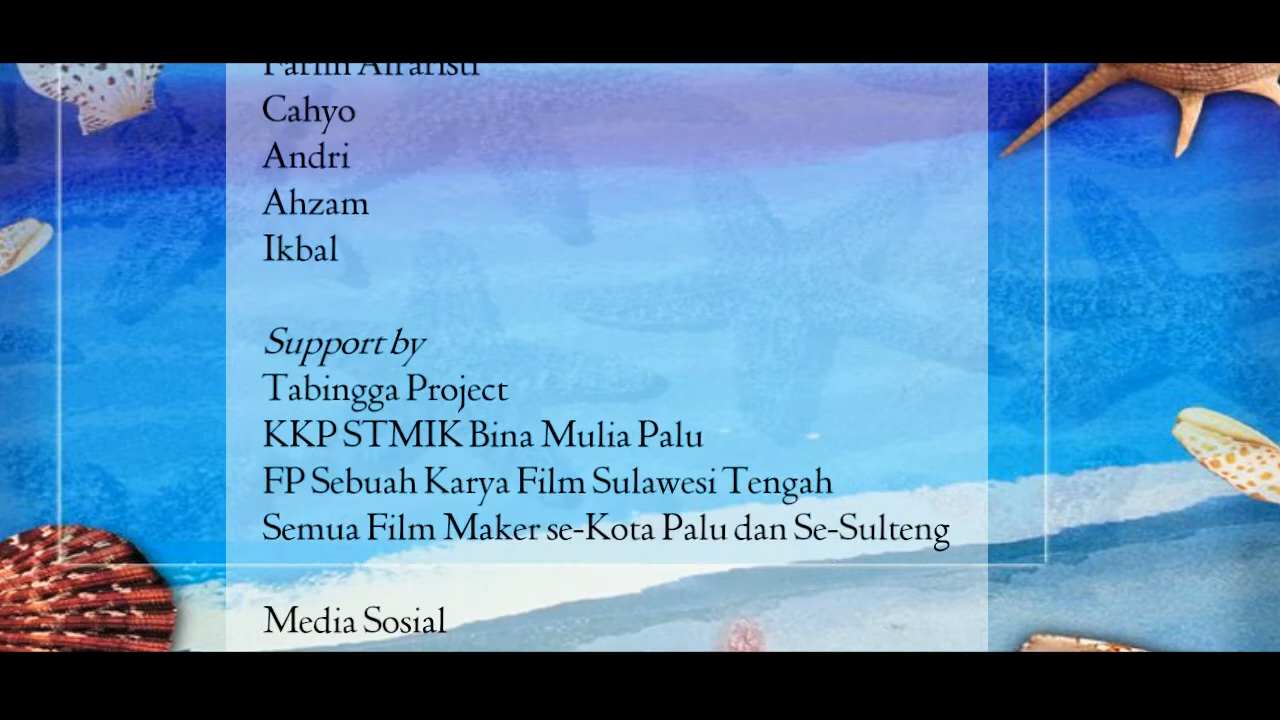 Cahyo
Andri
Ahzam
Ikbal
Support by
Tabingga Project
KKP STMIK Bina Mulia Palu
FP Sebuah Karya Film Sulawesi Tengah
Semua Film Maker se-Kota Palu dan Se-Sulteng
Media Sosial